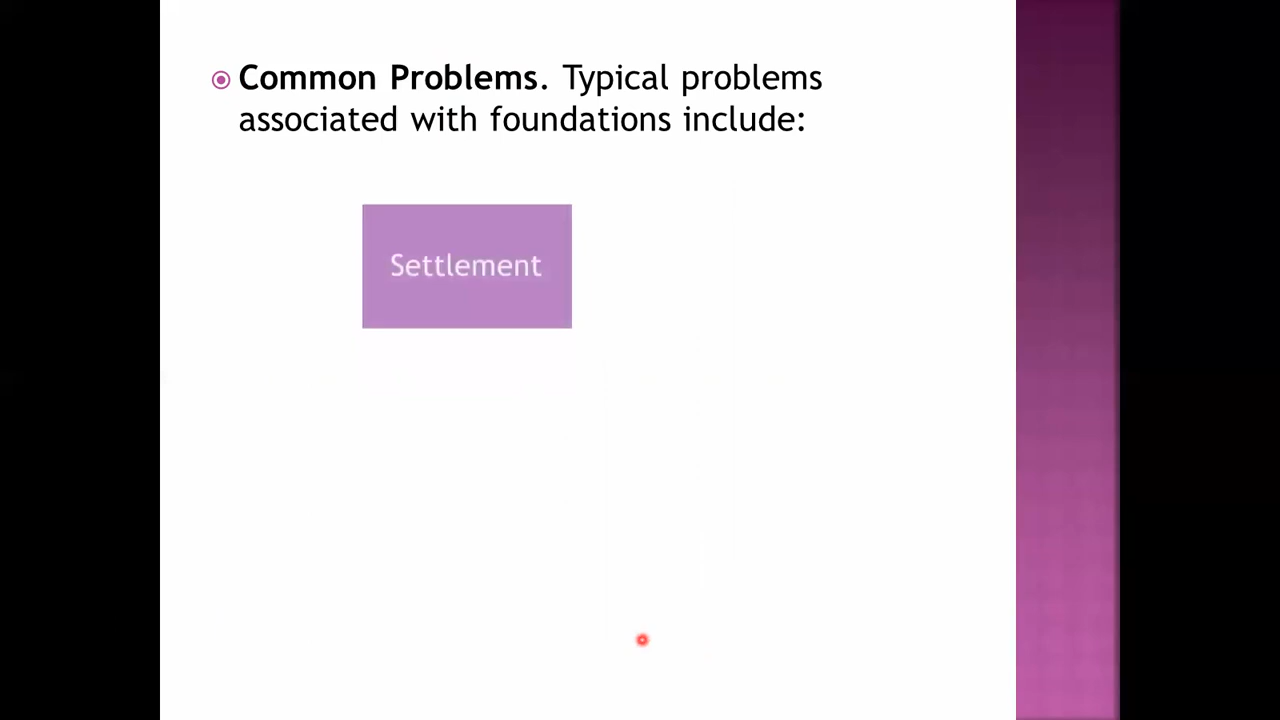 Common Problems. Typical problems
associated with foundations include:
Settlement